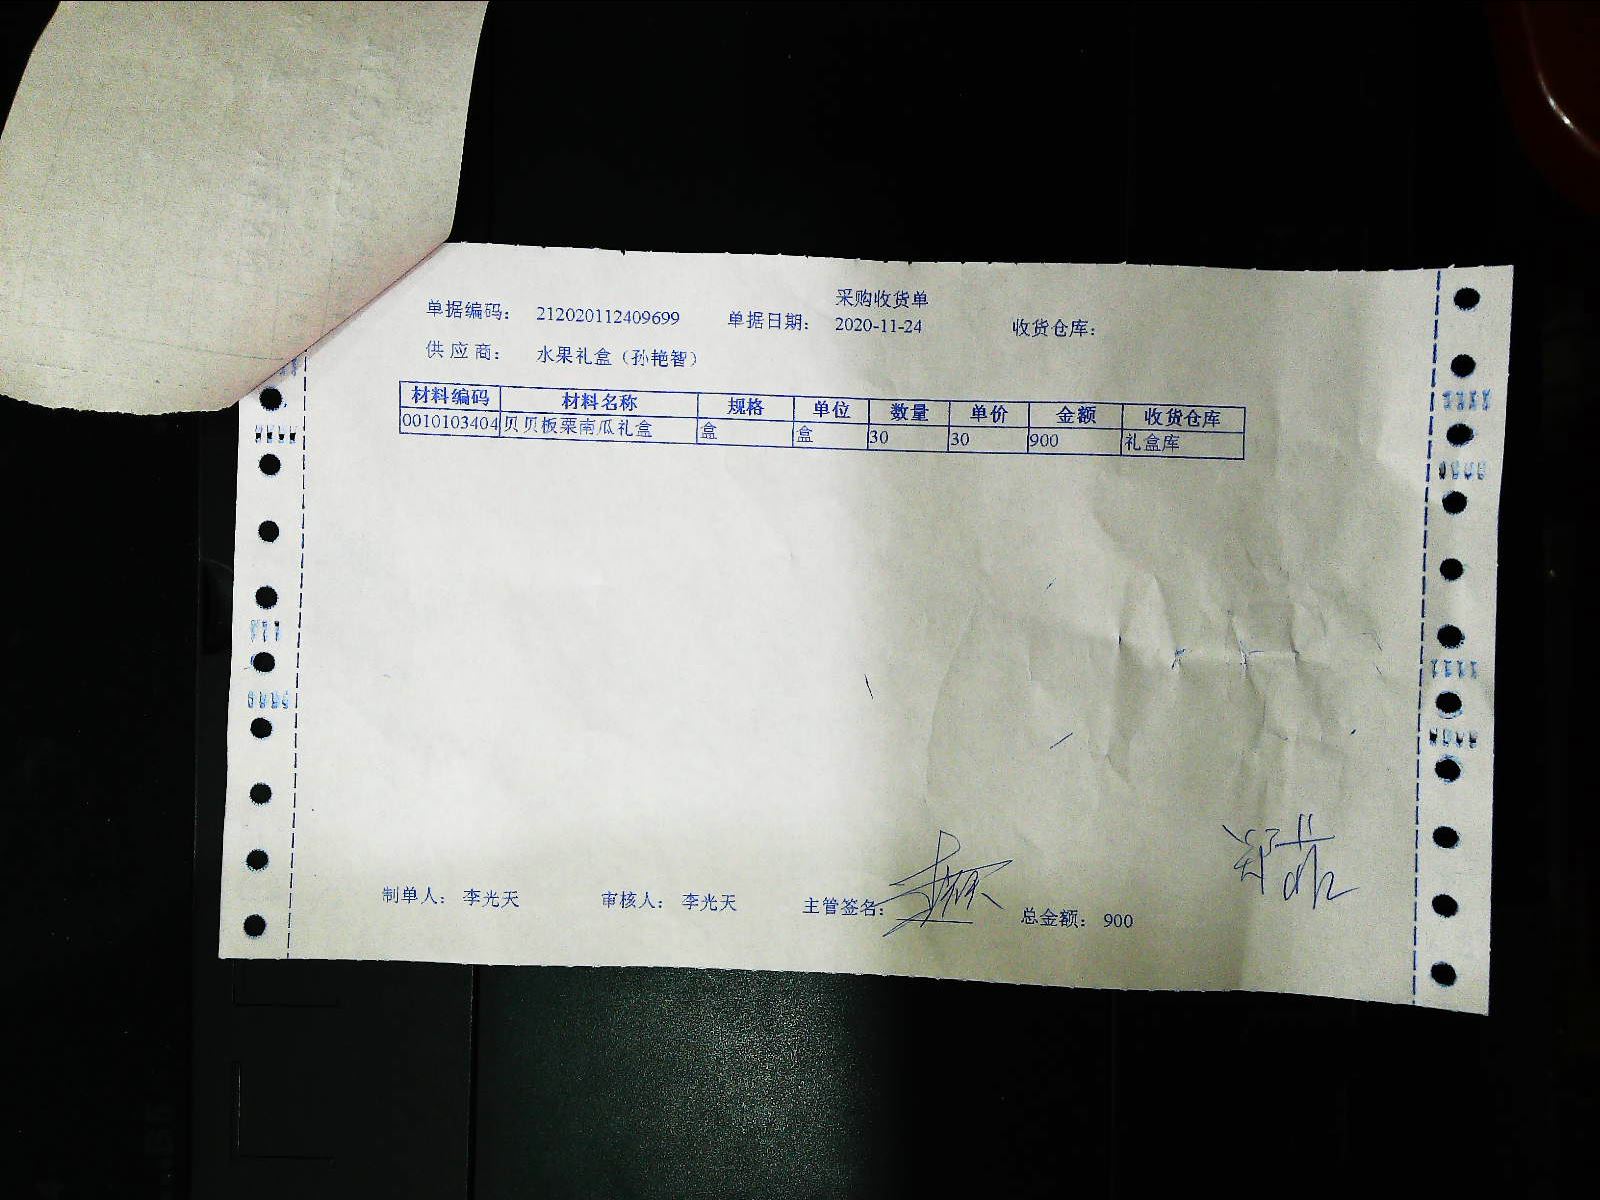 采购收货单
单据编码: 212020112409699 单据日期: 2020-11-24 收货仓库:
供应商: 水果礼盒（孙艳智）
材料编码 材料名称 规格 单位 数量 单价 金额 收货仓库
0010103404 贝贝板栗南瓜礼盒 盒 盒 30 30 900 礼盒库
制单人: 李光天 审核人: 李光天 主管签名: 总金额: 900